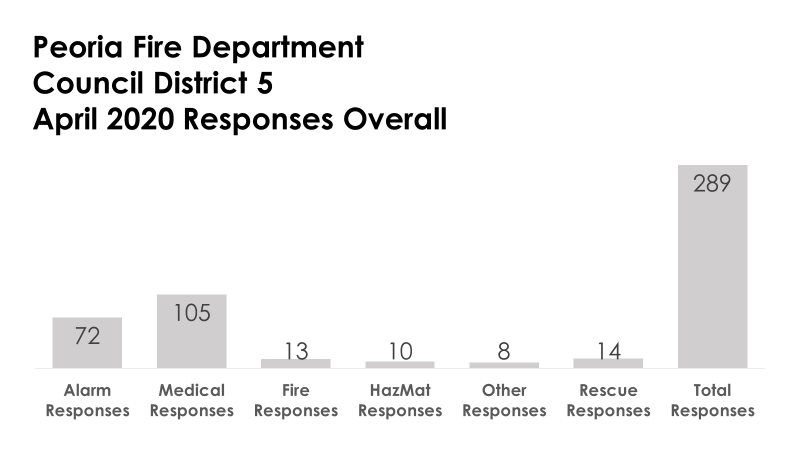 Peoria Fire Department
Council District 5
April 2020 Responses Overall
289
105
72
13
10
8
14
Alarm Responses
Medical Responses
Fire Responses
HazMat Responses
Other Responses
Rescue Responses
Total Responses